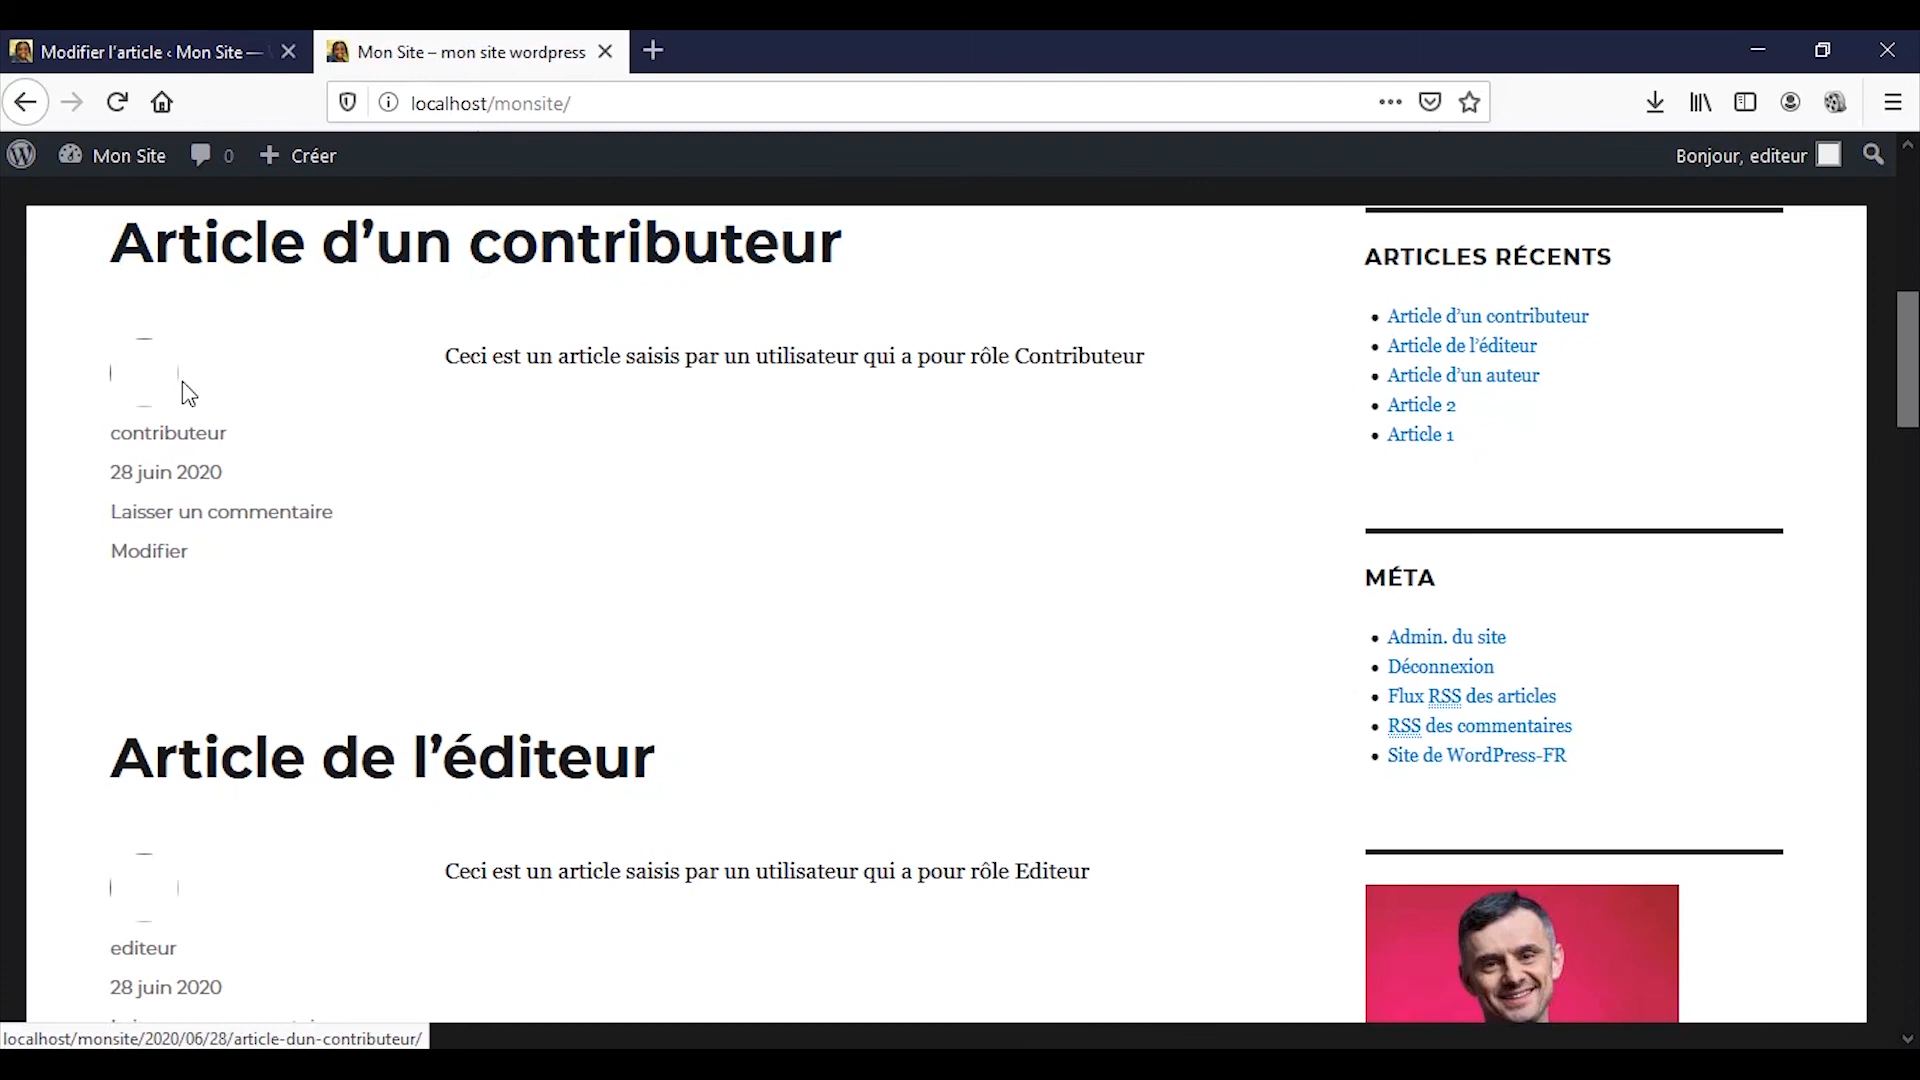 Modifier l'article ‹ Mon Site —
Mon Site – mon site wordpress
localhost/monsite/
Mon Site
0
Créer
Bonjour, editeur
Article d’un contributeur
Ceci est un article saisis par un utilisateur qui a pour rôle Contributeur
contributeur
28 juin 2020
Laisser un commentaire
Modifier
Article de l’éditeur
Ceci est un article saisis par un utilisateur qui a pour rôle Editeur
editeur
28 juin 2020
ARTICLES RÉCENTS
Article d’un contributeur
Article de l’éditeur
Article d’un auteur
Article 2
Article 1
MÉTA
Admin. du site
Déconnexion
Flux RSS des articles
RSS des commentaires
Site de WordPress-FR
localhost/monsite/2020/06/28/article-dun-contributeur/